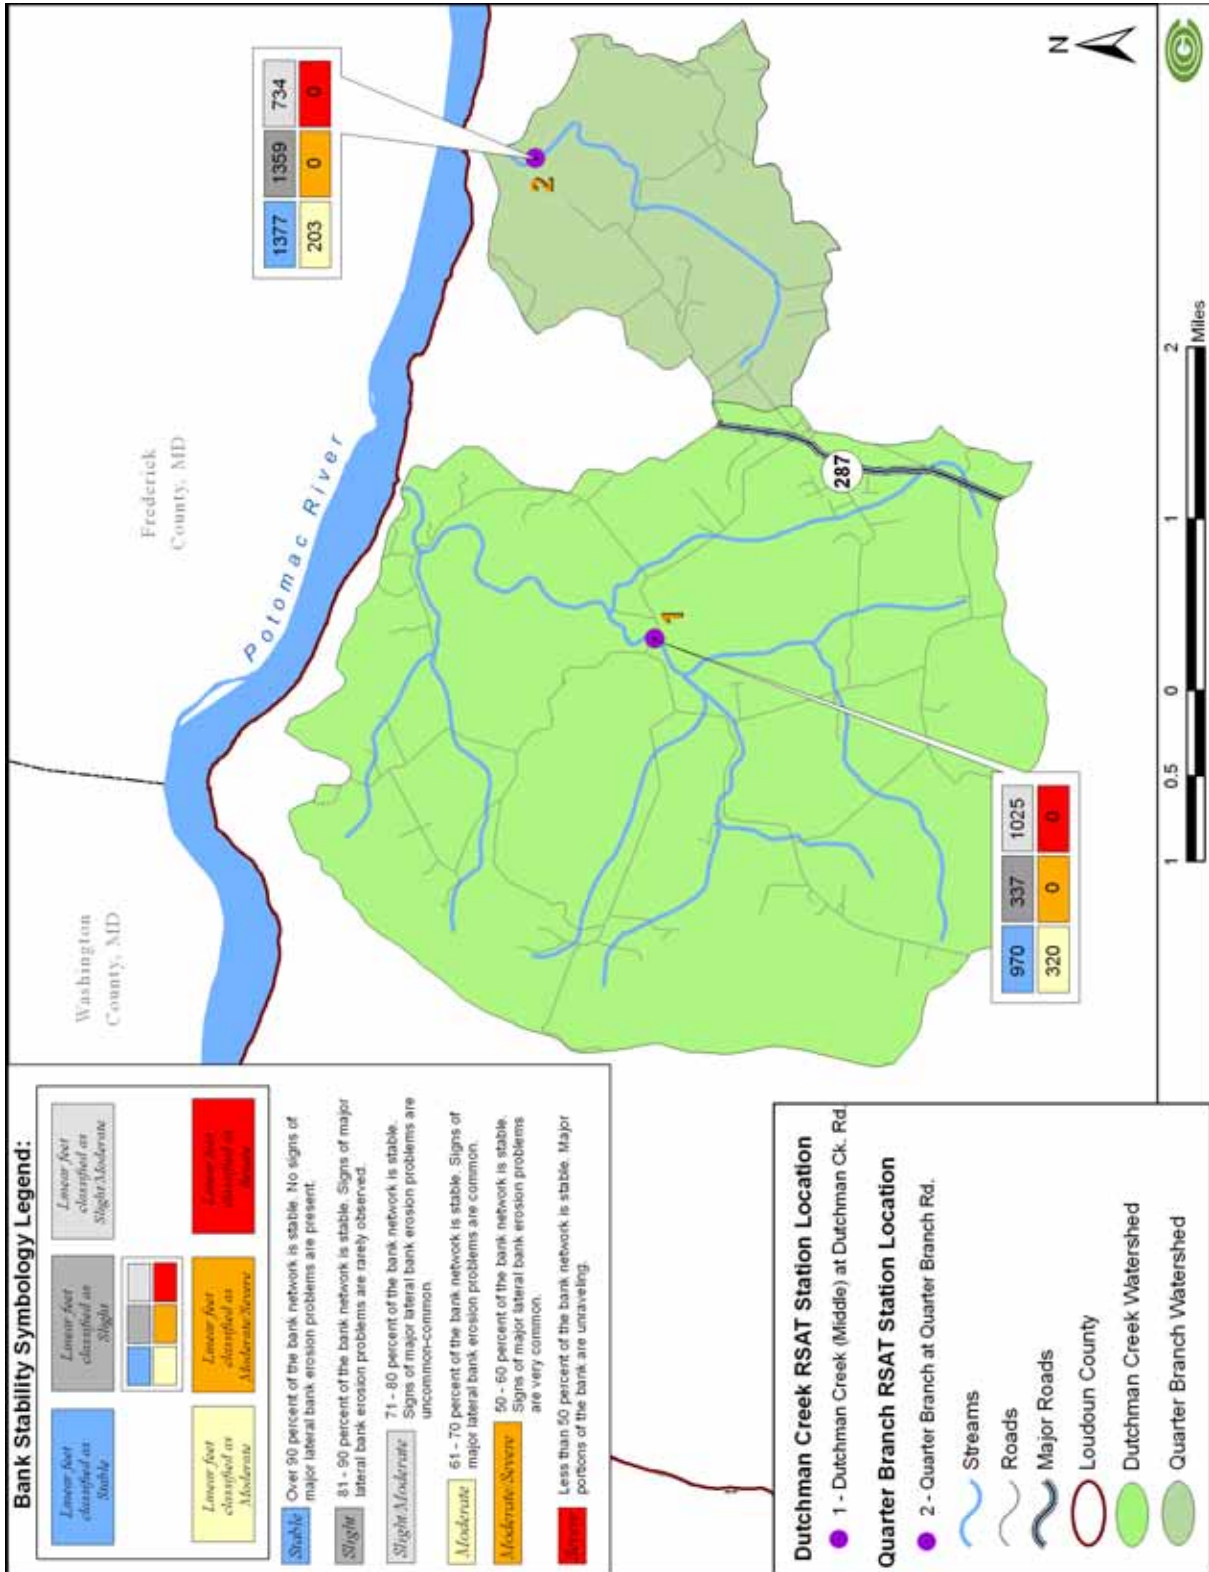 Bank Stability Symbology Legend:
Linear feet
classified as
Stable
Linear feet
classified as
Slight
Linear feet
classified as
Slight/Moderate
Linear feet
classified as
Moderate
Linear feet
classified as
Moderate/Severe
Linear feet
classified as
Severe
Stable
Over 90 percent of the bank network is stable. No signs of
major lateral bank erosion problems are present.
Slight
81 - 90 percent of the bank network is stable. Signs of major
lateral bank erosion problems are rarely observed.
Slight/Moderate
71 - 80 percent of the bank network is stable.
Signs of major lateral bank erosion problems are
uncommon-common
Moderate
61 - 70 percent of the bank network is stable. Signs of
major lateral bank erosion problems are common.
Moderate/Severe
50 - 60 percent of the bank network is stable.
Signs of major lateral bank erosion problems
are very common.
Severe
Less than 50 percent of the bank network is stable. Major
portions of the bank are unraveling.
Washington
County, MD
Frederick
County, MD
Potomac River
1377 1359 734
203 0 0
2
1
287
970 337 1025
320 0 0
N
Dutchman Creek RSAT Station Location
1 - Dutchman Creek (Middle) at Dutchman Ck. Rd.
Quarter Branch RSAT Station Location
2 - Quarter Branch at Quarter Branch Rd.
Streams
Roads
Major Roads
Loudoun County
Dutchman Creek Watershed
Quarter Branch Watershed
1 0.5 0 1 2
Miles